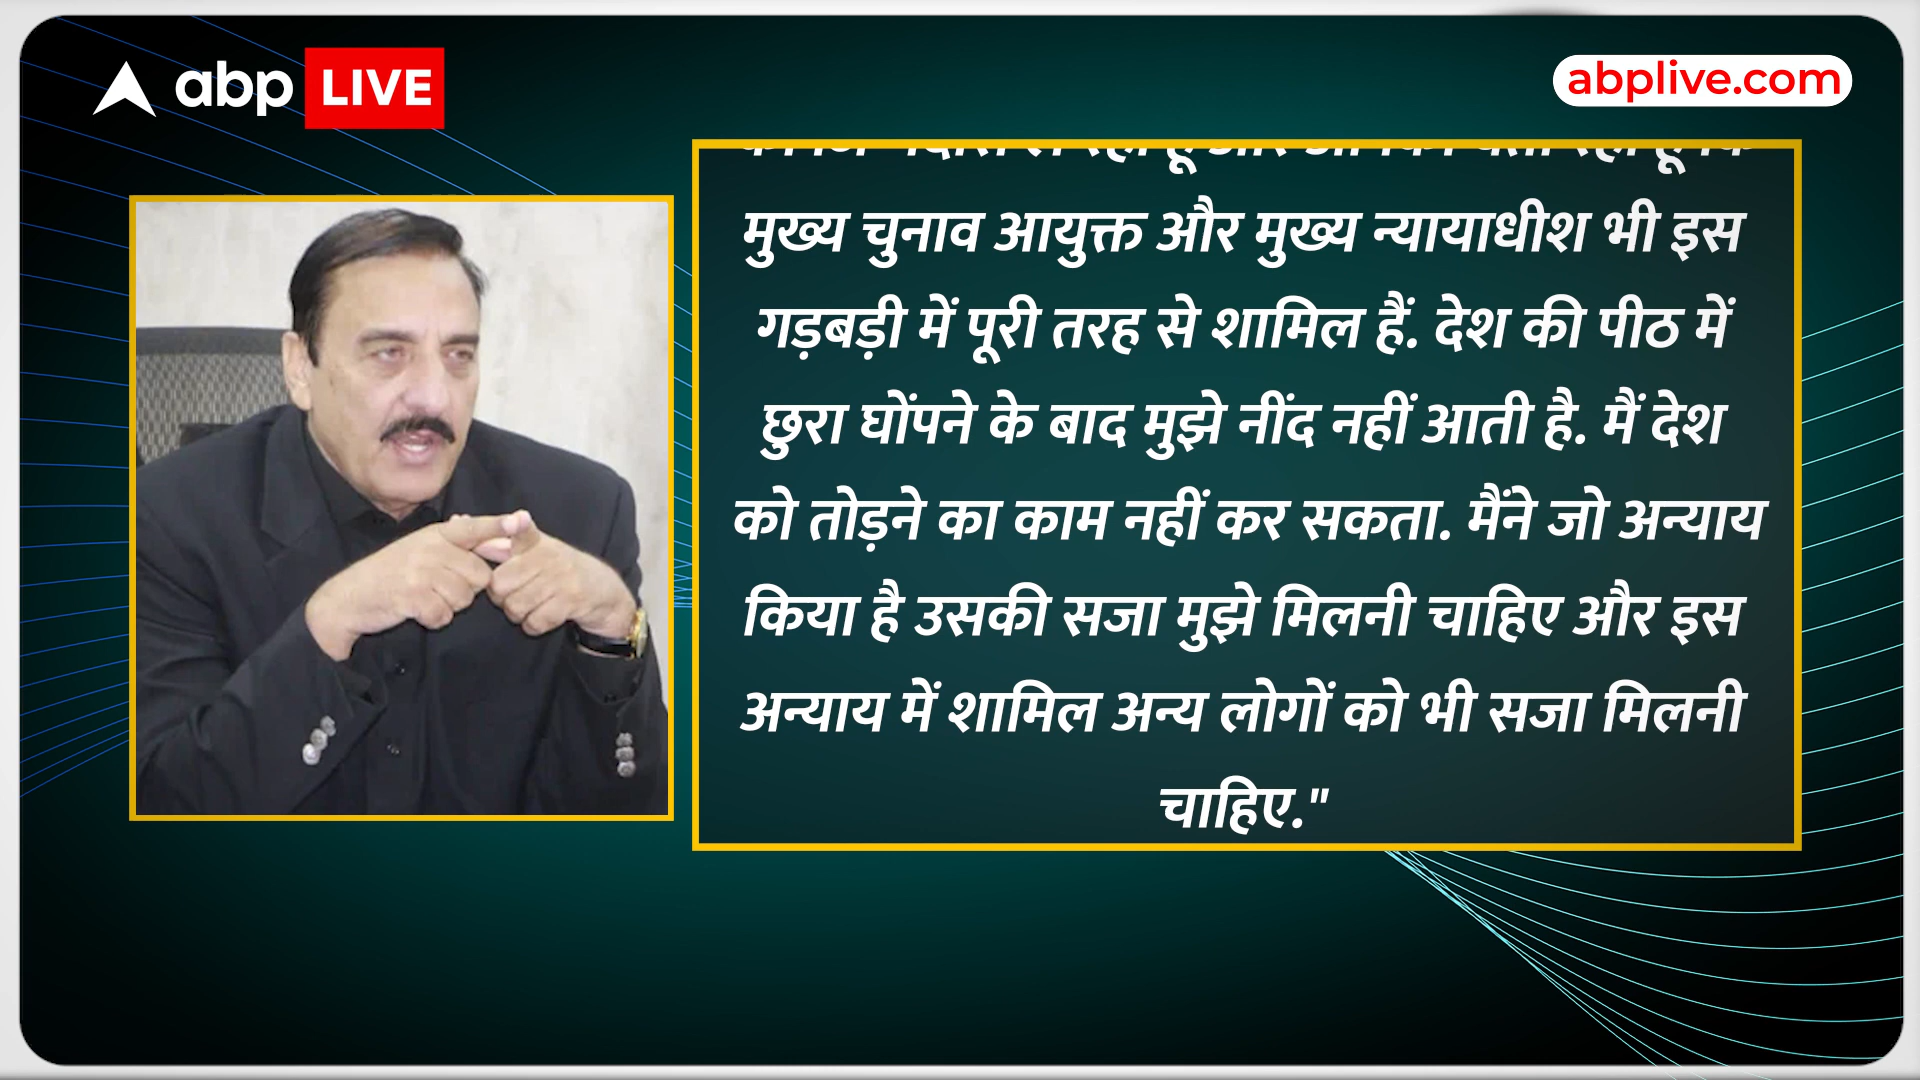 abp LIVE
abplive.com
मुख्य चुनाव आयुक्त और मुख्य न्यायाधीश भी इस
गड़बड़ी में पूरी तरह से शामिल हैं. देश की पीठ में
छुरा घोंपने के बाद मुझे नींद नहीं आती है. मैं देश
को तोड़ने का काम नहीं कर सकता. मैंने जो अन्याय
किया है उसकी सजा मुझे मिलनी चाहिए और इस
अन्याय में शामिल अन्य लोगों को भी सजा मिलनी
चाहिए."